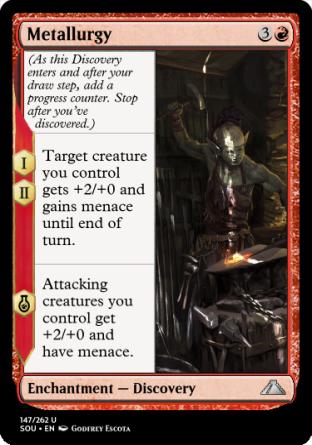 Metallurgy 3
(As this Discovery
enters and after your
draw step, add a
progress counter. Stop
after you've
discovered.)
I
II
Target creature
you control
gets +2/+0 and
gains menace
until end of
turn.
Attacking
creatures you
control get
+2/+0 and
have menace.
Enchantment — Discovery
147/262 U
SOU • EN Godfrey Escota